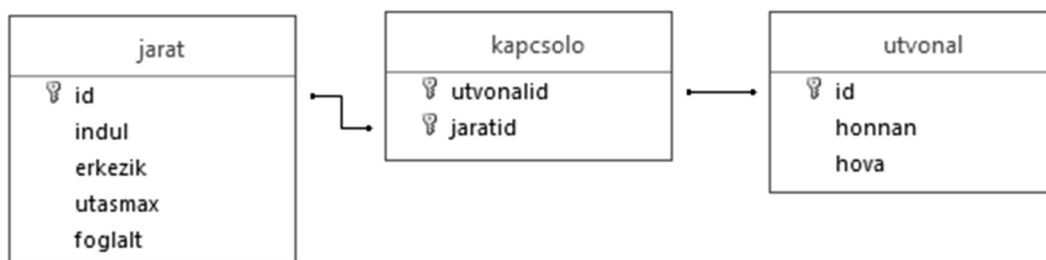 jarat
id
indul
erkezik
utasmax
foglalt
kapcsolo
utvonalid
jaratid
utvonal
id
honnan
hova